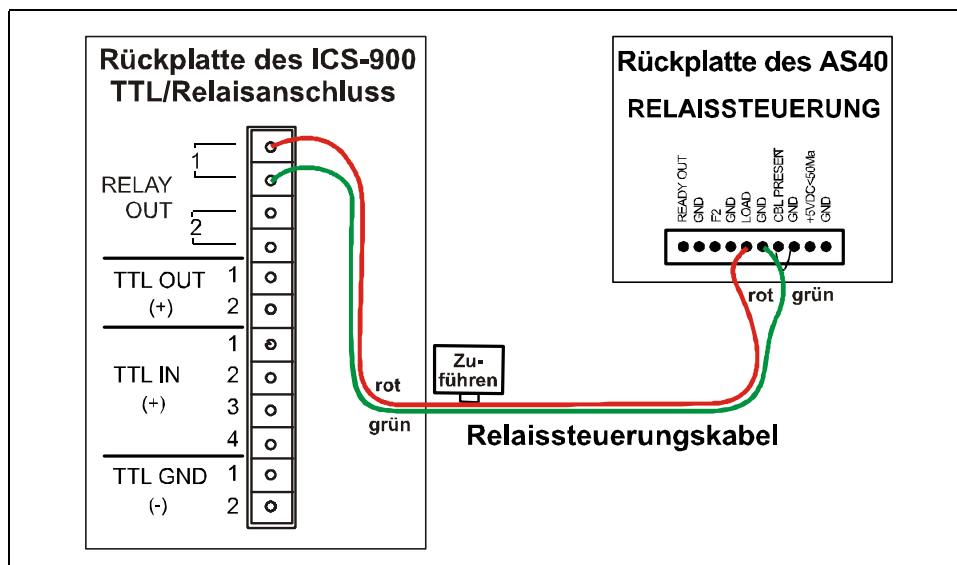 Rückplatte des ICS-900
TTL/Relaisanschluss
RELAY
OUT
1
2
TTL OUT
(+)
1
2
TTL IN
(+)
1
2
3
4
TTL GND
(-)
1
2
rot
grün
Zu-
führen
Relaissteuerungskabel
Rückplatte des AS40
RELAISSTEUERUNG
READY OUT
GND
F2
GND
LOAD
GND
CBL PRESENT
GND
+5VDC<50Ma
GND
rot
grün